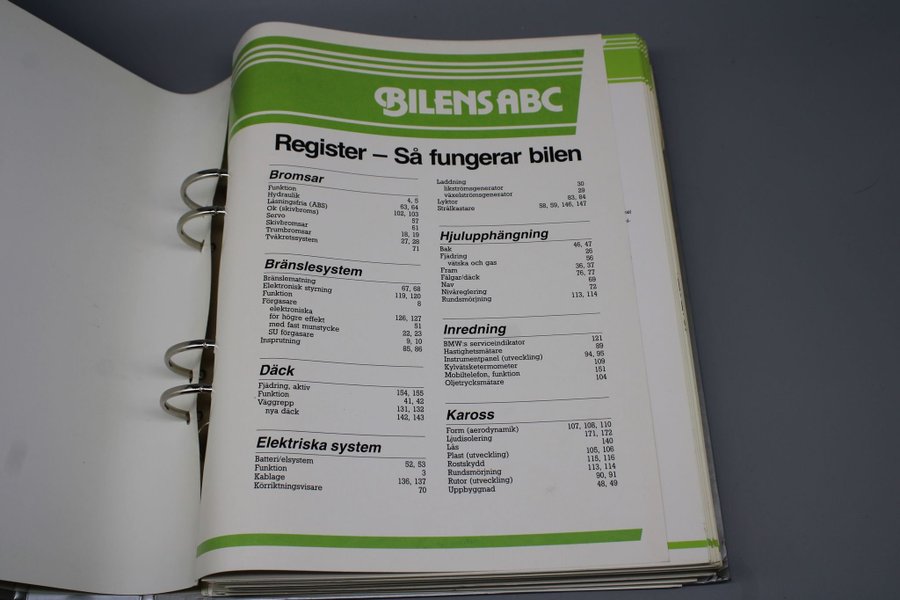 BILENS ABC
Register – Så fungerar bilen
Bromsar
Funktion 4, 5
Hydraulik 63, 64
Låsningsfria (ABS) 102, 103
Ok (skivbroms) 57
Servo 61
Skivbromsar 18, 19
Trumbromsar 27, 28
Tvåkretssystem 71
Bränslesystem
Bränslematning 67, 68
Elektronisk styrning 119, 120
Funktion 8
Förgasare
elektroniska 126, 127
för högre effekt 51
med fast munstycke 22, 23
SU förgasare 9, 10
Insprutning 85, 86
Däck
Fjädring, aktiv 154, 155
Funktion 41, 42
Väggrepp 131, 132
nya däck 142, 143
Elektriska system
Batteri/elsystem 52, 53
Funktion 3
Kablage 136, 137
Körriktningsvisare 70
Laddning
likströmsgenerator 30
växelströmsgenerator 29
Lyktor 83, 84
Strålkastare 58, 59, 146, 147
Hjulupphängning
Bak 46, 47
Fjädring 26
vätska och gas 56
Fram 36, 37
Fälgar/däck 76, 77
Nav 69
Nivåreglering 72
Rundsmörjning 113, 114
Inredning
BMW:s serviceindikator 121
Hastighetsmätare 89
Instrumentpanel (utveckling) 94, 95
Kylvätsketermometer 109
Mobiltelefon, funktion 151
Oljetrycksmätare 104
Kaross
Form (aerodynamik) 107, 108, 110
Ljudisolering 171, 172
Lås 140
Plast (utveckling) 105, 106
Rostskydd 115, 116
Rundsmörjning 113, 114
Rutor (utveckling) 90, 91
Uppbyggnad 48, 49